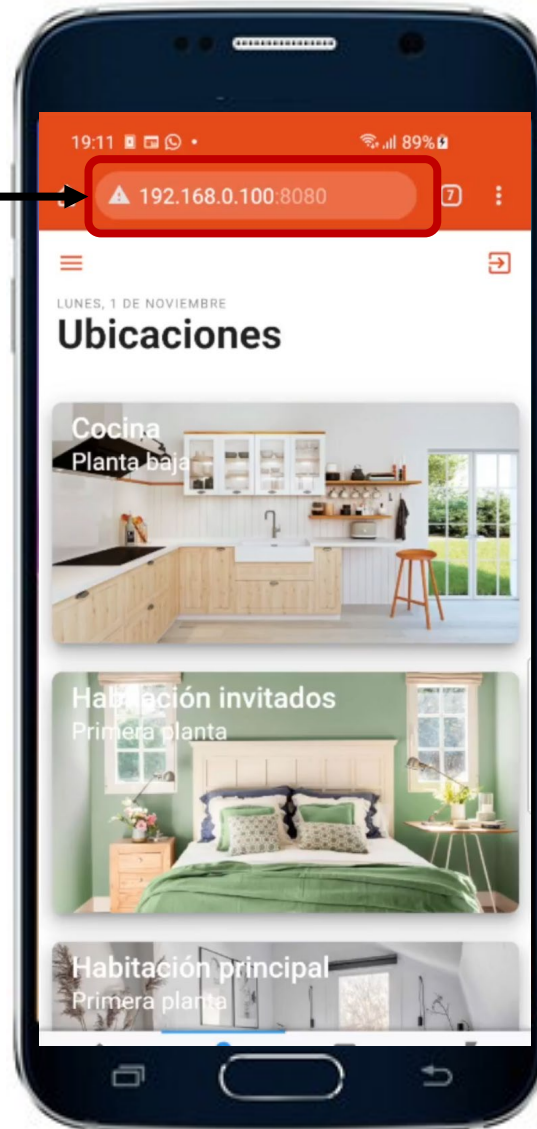 19:11
89%
192.168.0.100:8080
7
LUNES, 1 DE NOVIEMBRE
Ubicaciones
Cocina
Planta baja
Habitación invitados
Primera planta
Habitación principal
Primera planta